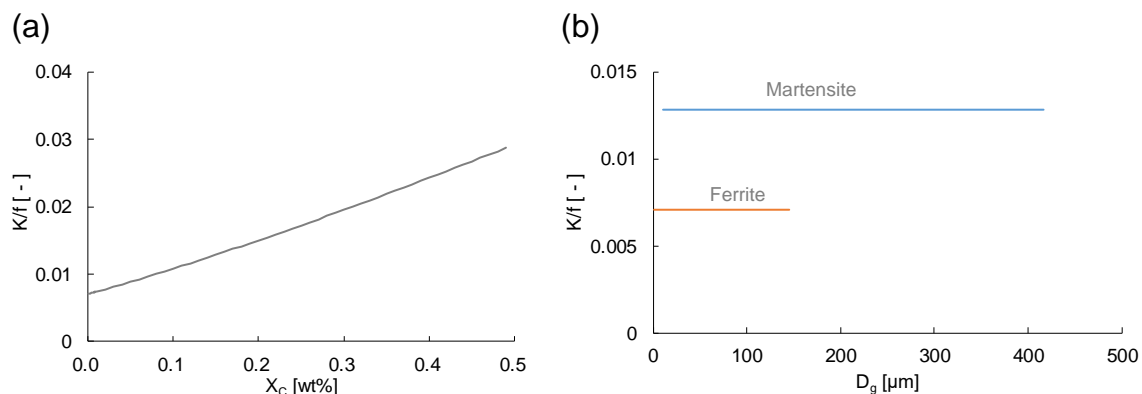 (a)
0.04
0.03
0.02
0.01
0
K/f [ - ]
0.0
0.1
0.2
0.3
0.4
0.5
X_C [wt%]
(b)
0.015
0.01
0.005
0
K/f [ - ]
Martensite
Ferrite
0
100
200
300
400
500
D_g [µm]